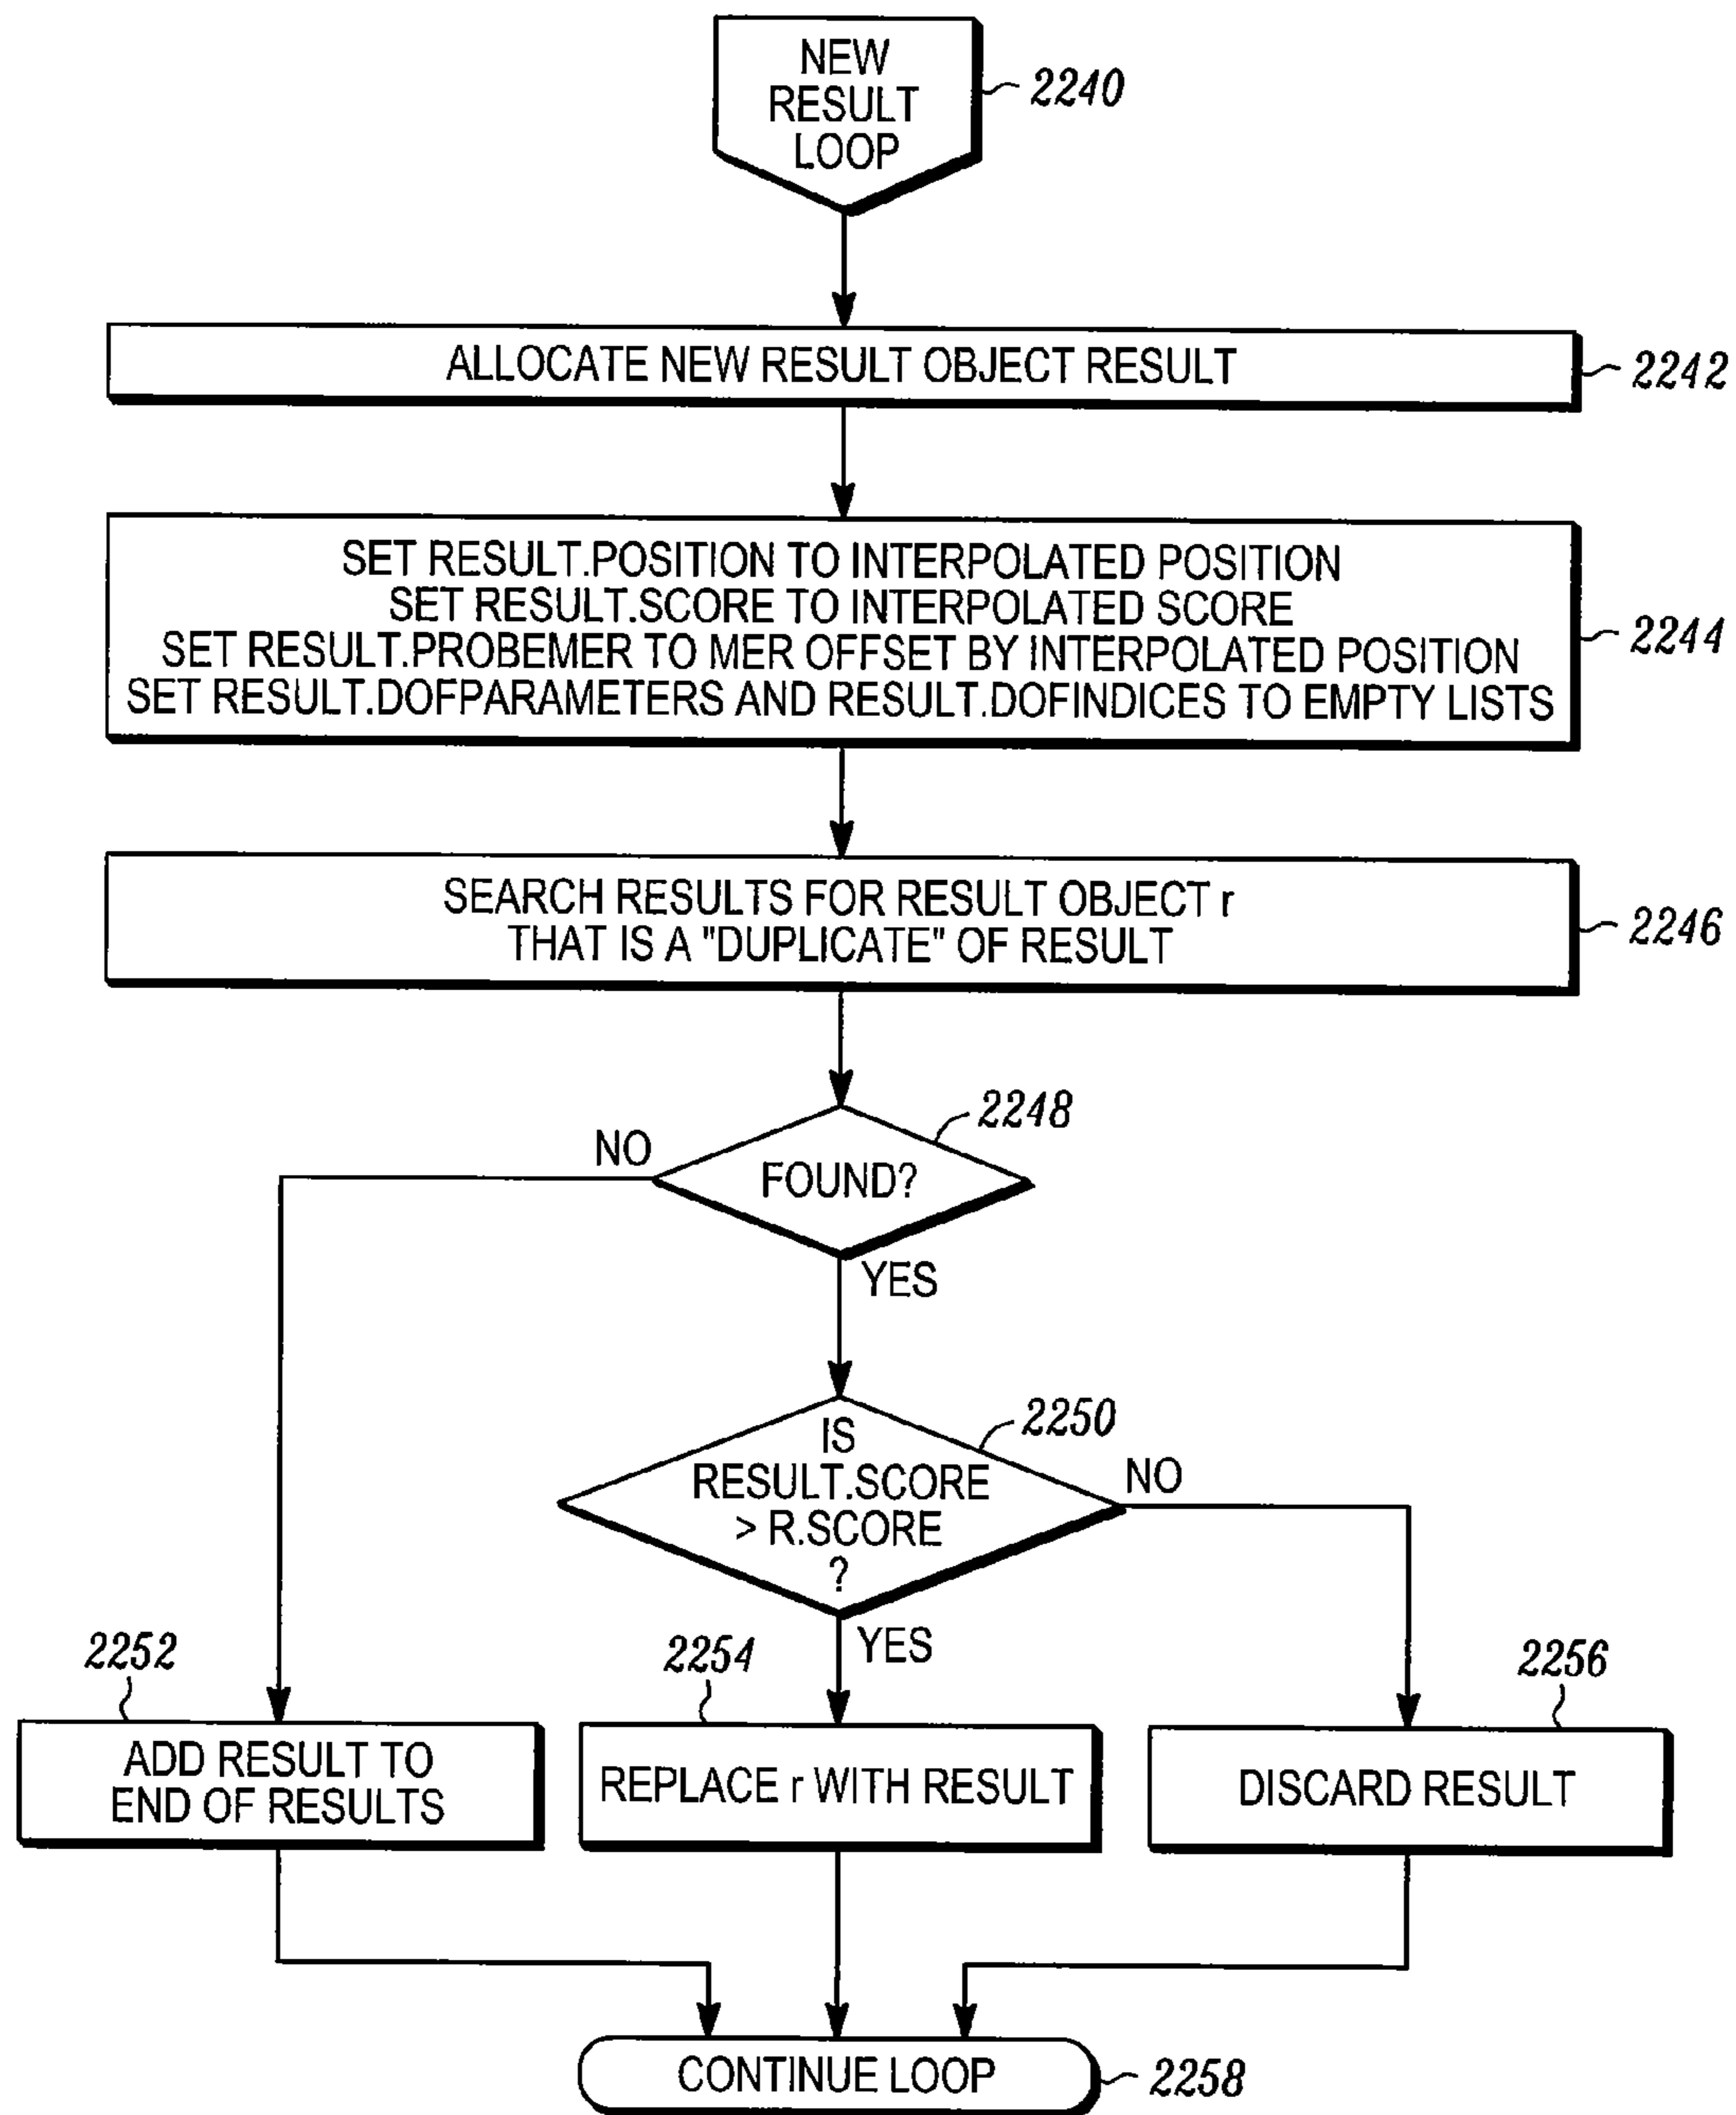 NEW
RESULT
LOOP
2240
ALLOCATE NEW RESULT OBJECT RESULT
2242
SET RESULT.POSITION TO INTERPOLATED POSITION
SET RESULT.SCORE TO INTERPOLATED SCORE
SET RESULT.PROBEMER TO MER OFFSET BY INTERPOLATED POSITION
SET RESULT.DOFPARAMETERS AND RESULT.DOFINDICES TO EMPTY LISTS
2244
SEARCH RESULTS FOR RESULT OBJECT r
THAT IS A "DUPLICATE" OF RESULT
2246
2248
NO
FOUND?
YES
2250
IS
RESULT.SCORE
> R.SCORE
?
NO
YES
2252
2254
2256
ADD RESULT TO
END OF RESULTS
REPLACE r WITH RESULT
DISCARD RESULT
CONTINUE LOOP
2258